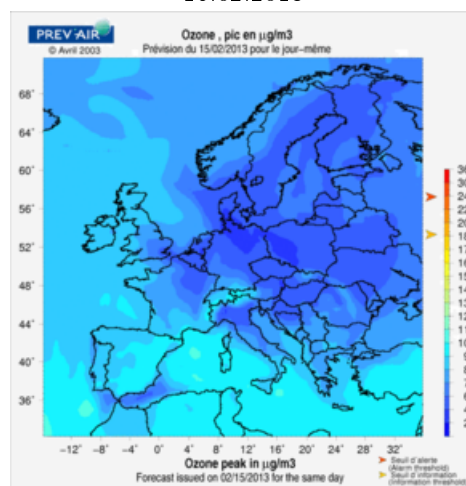 PREV'AIR
© Avril 2003
Ozone , pic en µg/m3
Prévision du 15/02/2013 pour le jour–même
68˚
64˚
60˚
56˚
52˚
48˚
44˚
40˚
36˚
−12˚ −8˚ −4˚ 0˚ 4˚ 8˚ 12˚ 16˚ 20˚ 24˚ 28˚ 32˚
Seuil d'alerte
(Alarm threshold)
Seuil d'information
(Information threshold)
Ozone peak in µg/m3
Forecast issued on 02/15/2013 for the same day